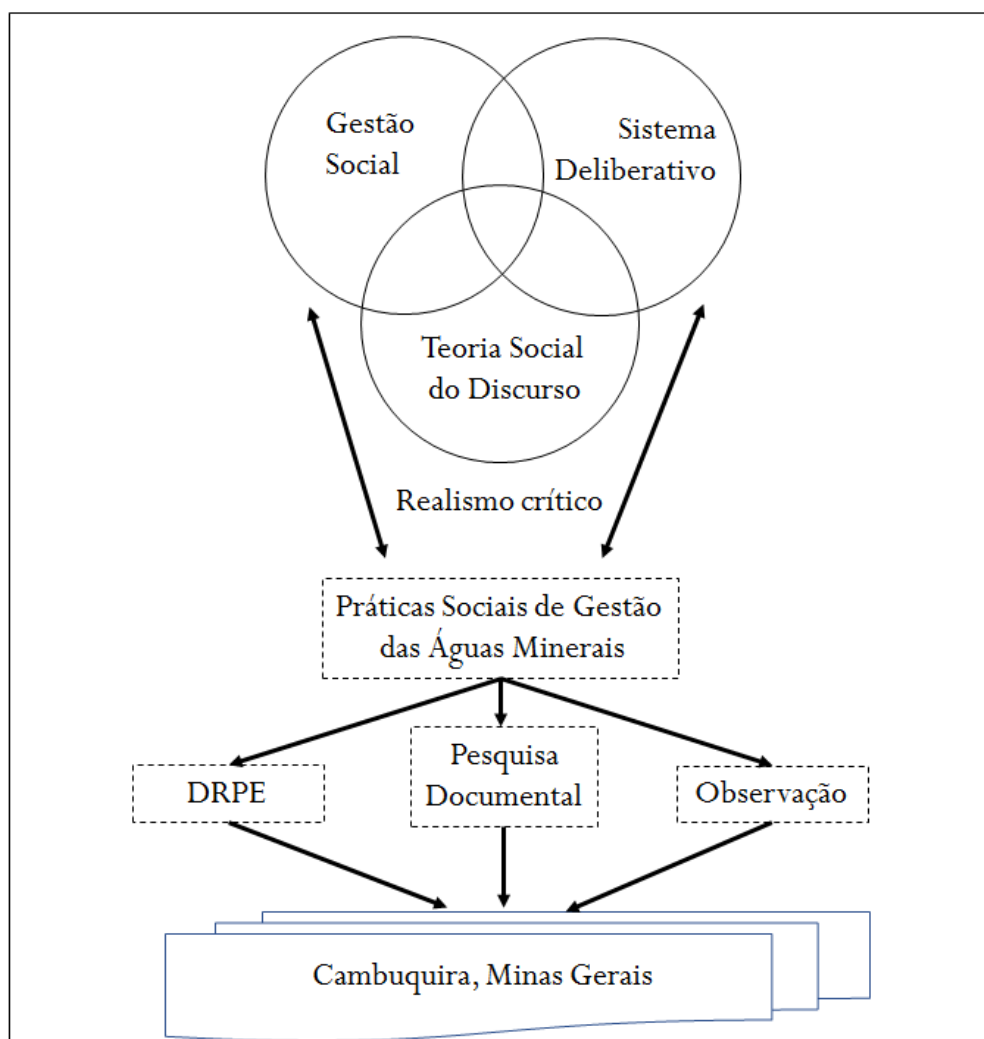 Gestão
Social
Sistema
Deliberativo
Teoria Social
do Discurso
Realismo crítico
Práticas Sociais de Gestão
das Águas Minerais
DRPE
Pesquisa
Documental
Observação
Cambuquira, Minas Gerais